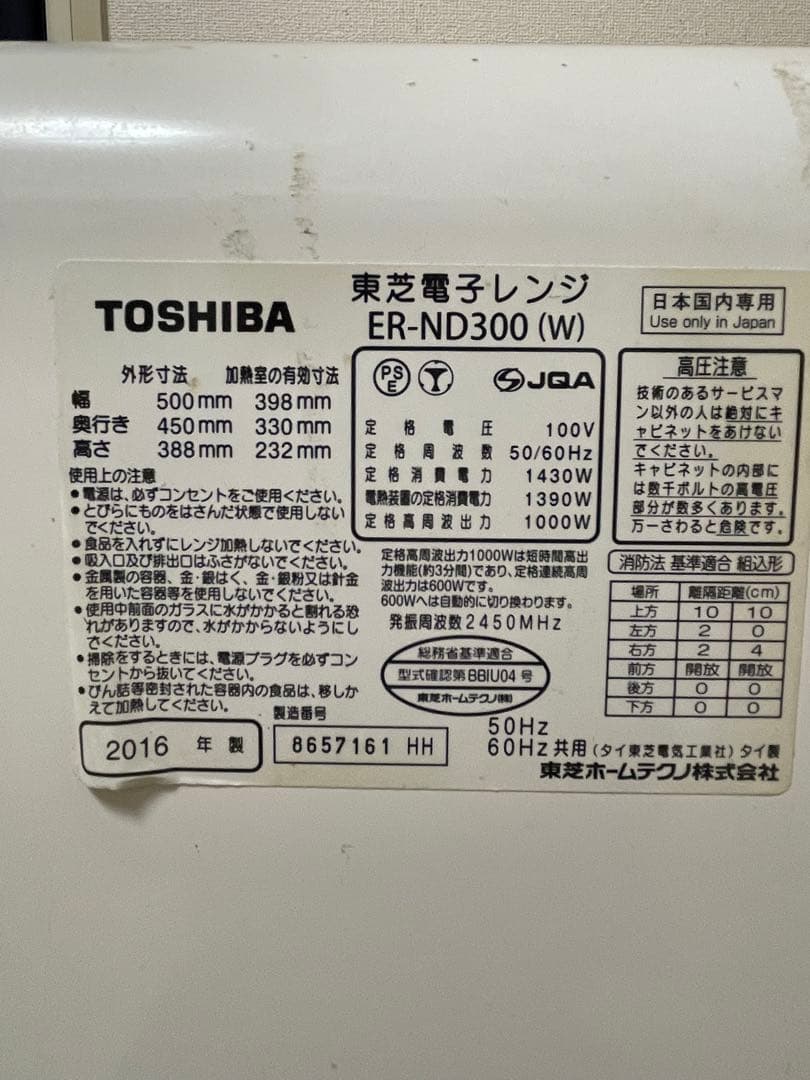 TOSHIBA
東芝電子レンジ
ER-ND300 (W)
日本国内専用
Use only in Japan
外形寸法 加熱室の有効寸法
幅 500mm 398mm
奥行き 450mm 330mm
高さ 388mm 232mm
使用上の注意
●電源は、必ずコンセントをご使用ください。
●とびらにものをはさんだ状態で使用しない
でください。
●食品を入れずにレンジ加熱しないでください。
●吸入口及び排出口はふさがないでください。
●金属製の容器、金・銀はく、金・銀粉又は針金
を用いた容器等を使用しないでください。
●使用中前面のガラスに水がかかると割れる恐
れがありますので、水がかからないようにし
てください。
●掃除をするときには、電源プラグを必ずコン
セントから抜いてください。
●びん詰等密封された容器内の食品は、移しか
えて加熱してください。
PS
E
JQA
定格電圧 100V
定格周波数 50/60Hz
定格消費電力 1430W
電熱装置の定格消費電力 1390W
定格高周波出力 1000W
定格高周波出力1000Wは短時間高出
力機能(約3分間)であり、定格連続高周
波出力は600Wです。
600Wへは自動的に切り換わります。
発振周波数2450MHz
総務省基準適合
型式確認第BBIU04号
東芝ホームテクノ(株)
高圧注意
技術のあるサービスマ
ン以外の人は絶対にキ
ャビネットをあけない
でください。
キャビネットの内部に
は数千ボルトの高電圧
部分が数多くあります。
万一さわると危険です。
消防法 基準適合 組込形
場所 離隔距離(cm)
上方 10 10
左方 2 0
右方 2 4
前方 開放 開放
後方 0 0
下方 0 0
2016 年製
製造番号
8657161 HH
50Hz
60Hz 共用 (タイ東芝電気工業社) タイ製
東芝ホームテクノ株式会社